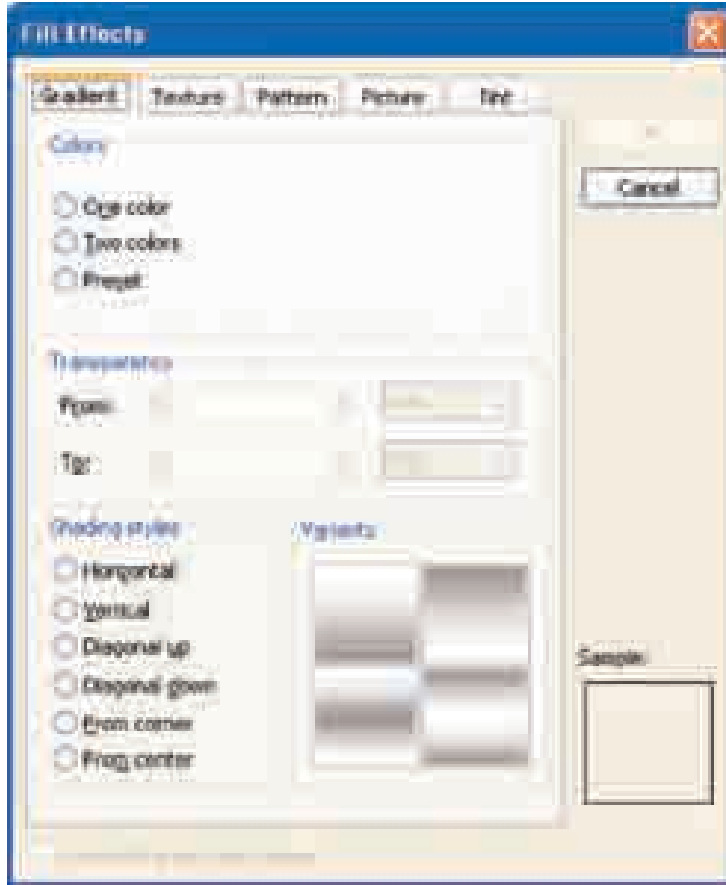 Fill Effects
Gradient Texture Pattern Picture Tint
Colors
Cancel
One color
Two colors
Preset
Transparency
From:
To:
Shading styles
Variants
Horizontal
Vertical
Diagonal up
Diagonal down
From corner
From center
Sample: